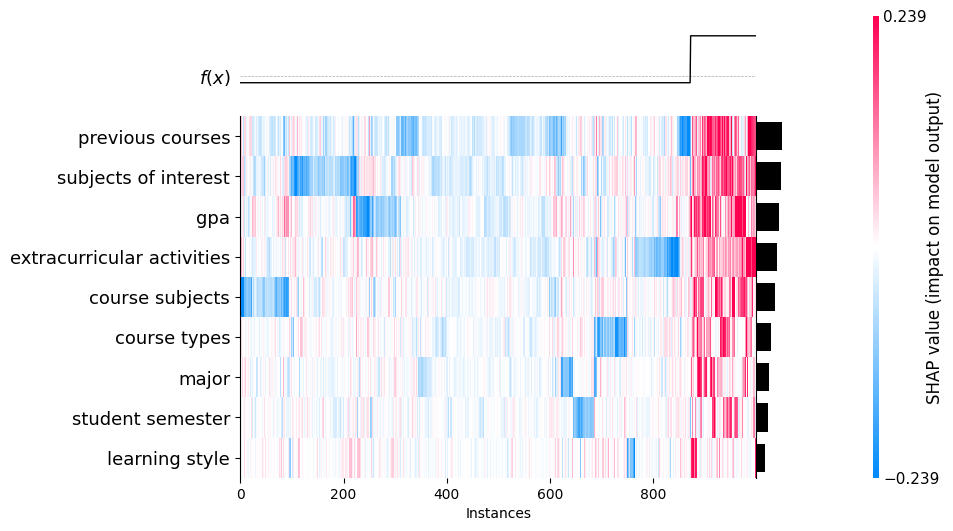 0.239
f(x)
previous courses
subjects of interest
gpa
extracurricular activities
course subjects
course types
major
student semester
learning style
0 200 400 600 800
Instances
SHAP value (impact on model output)
−0.239